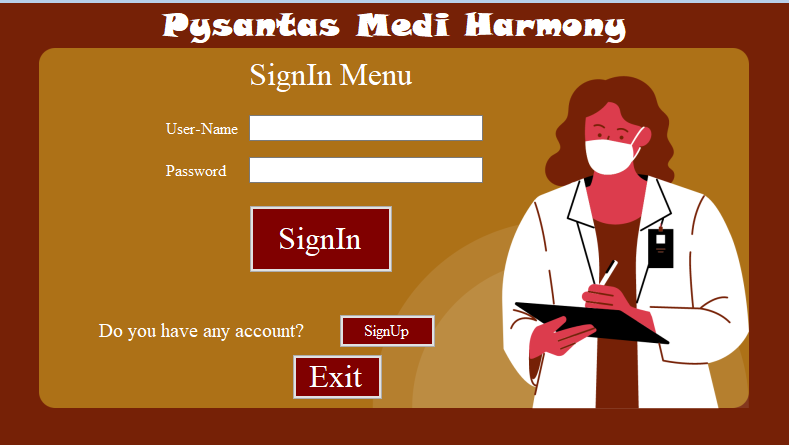 Pysantas Medi Harmony
SignIn Menu
User-Name
Password
SignIn
Do you have any account?
SignUp
Exit